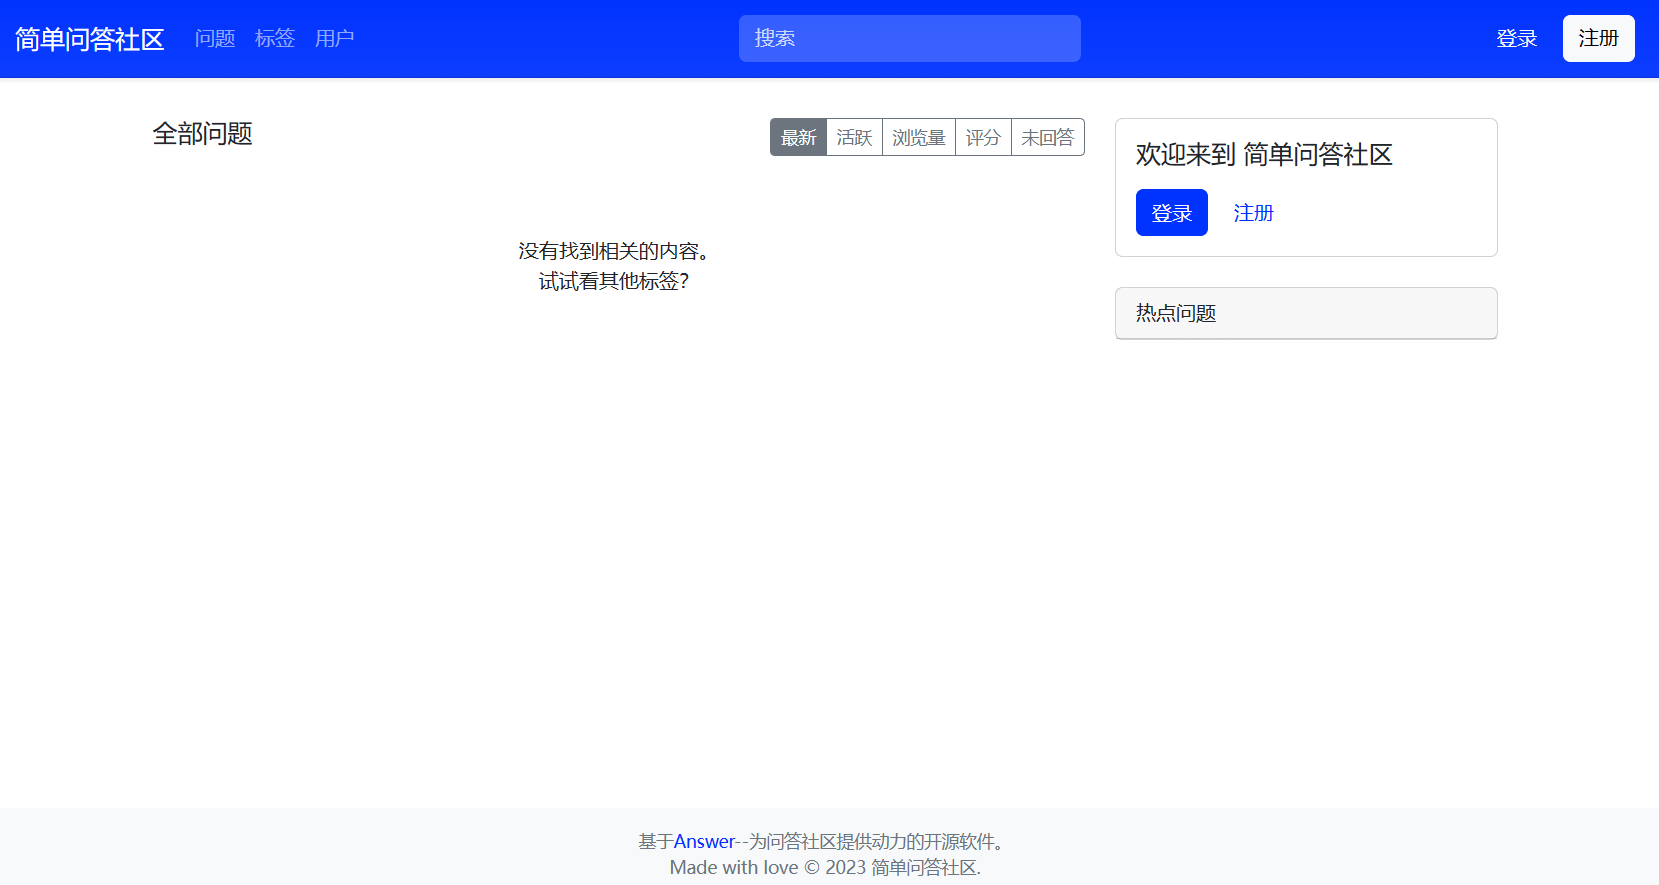 简单问答社区 问题 标签 用户 搜索 登录 注册
全部问题 最新 活跃 浏览量 评分 未回答
没有找到相关的内容。
试试看其他标签？
欢迎来到 简单问答社区
登录 注册
热点问题
基于Answer--为问答社区提供动力的开源软件。
Made with love © 2023 简单问答社区.